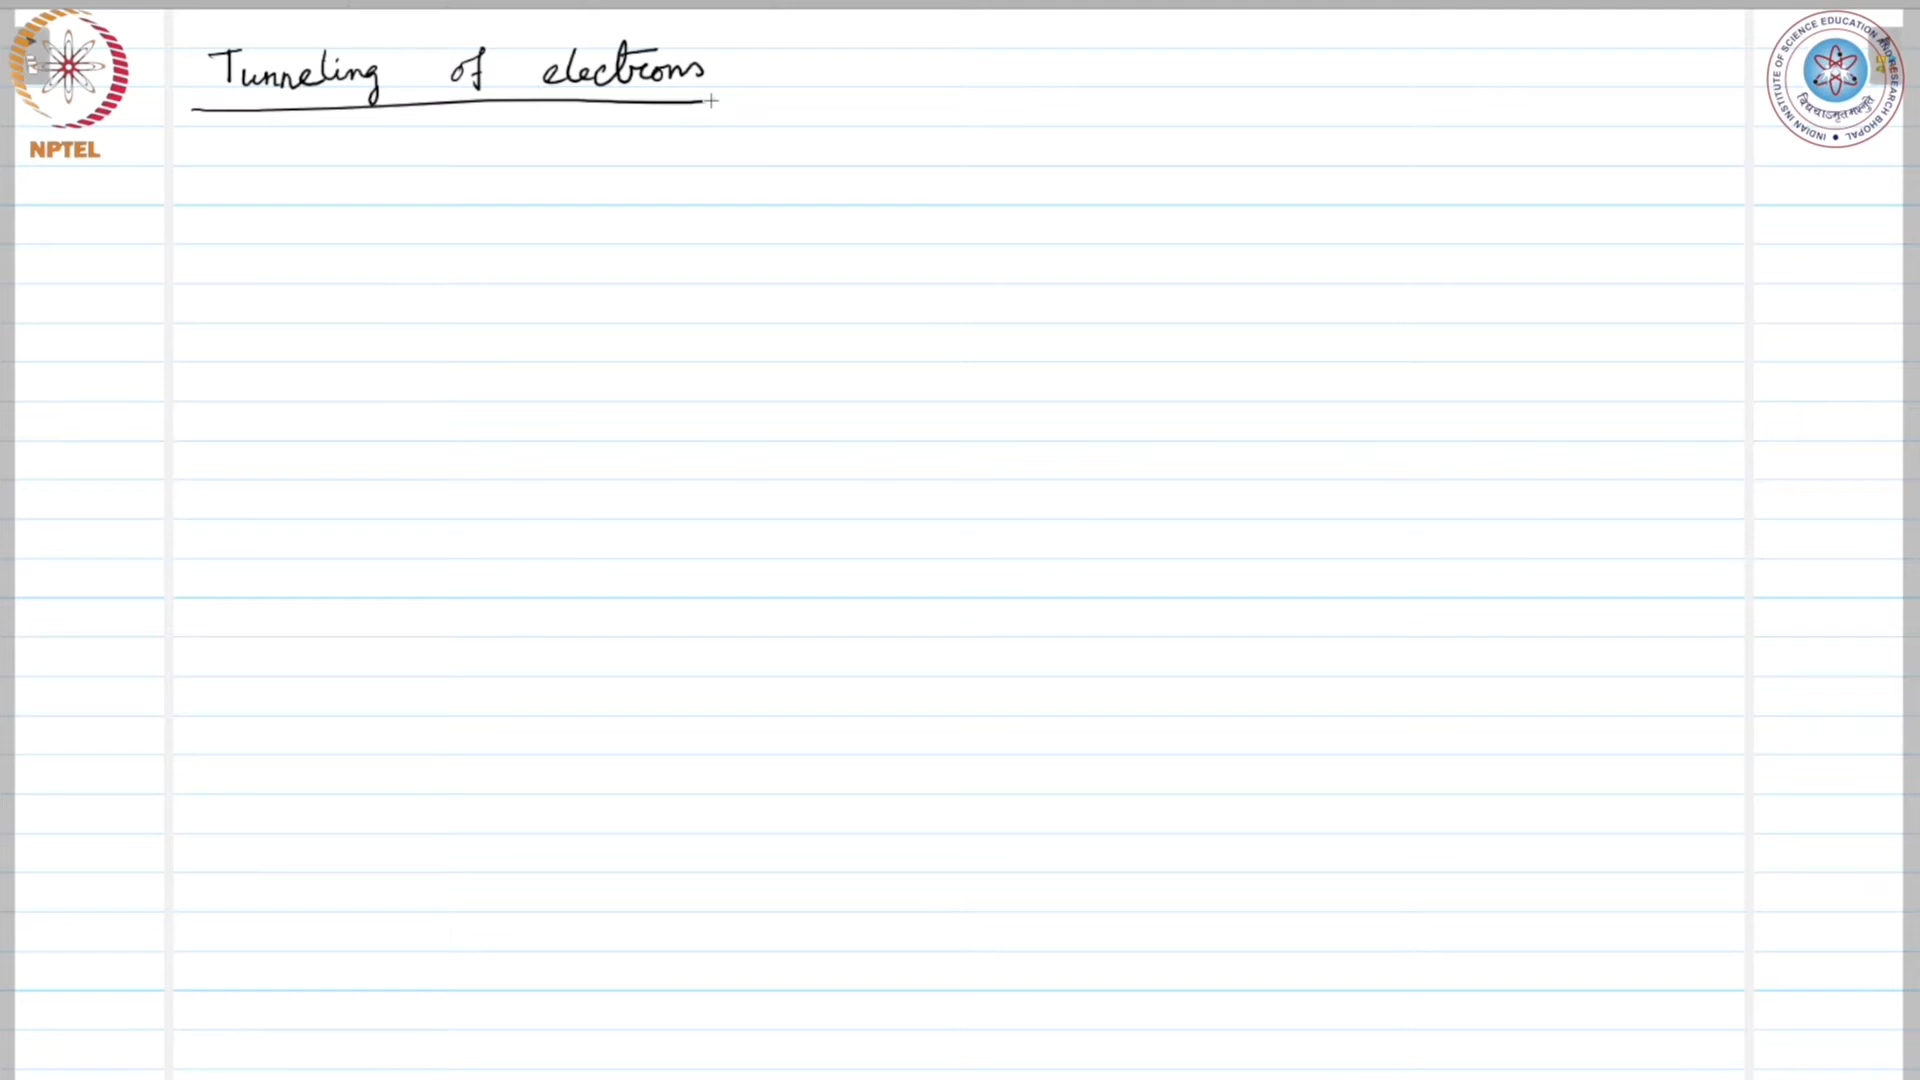 Tunneling of electrons
NPTEL
INDIAN INSTITUTE OF SCIENCE EDUCATION AND RESEARCH BHOPAL